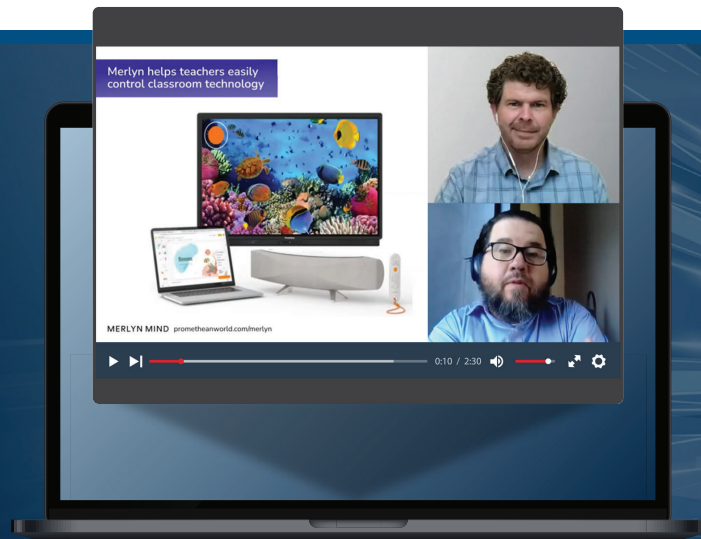 Merlyn helps teachers easily
control classroom technology
MERLYN MIND prometheanworld.com/merlyn
0:10 / 2:30